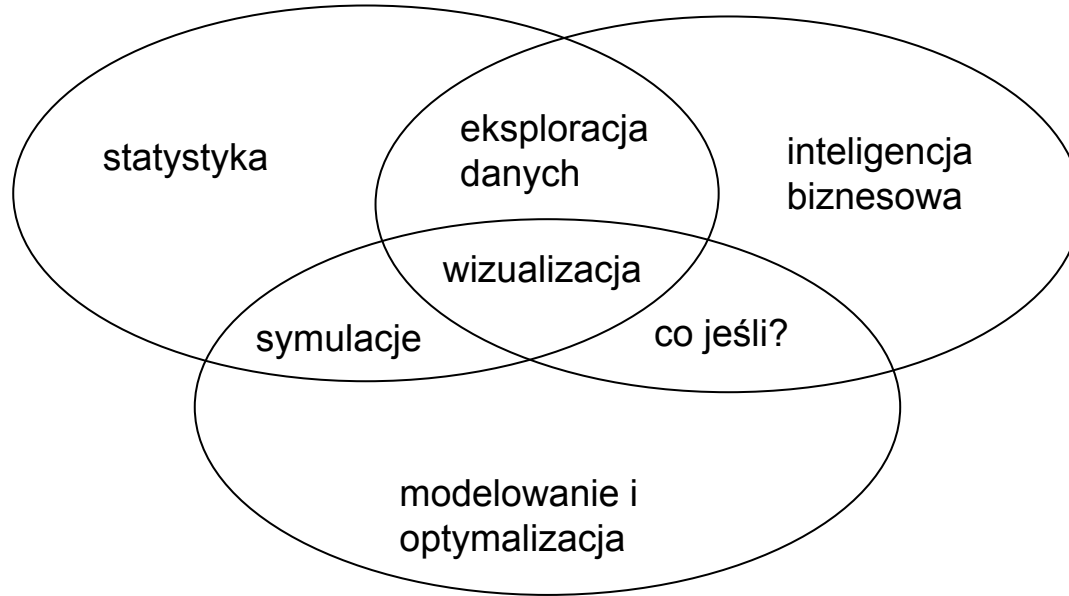 statystyka
eksploracja
danych
inteligencja
biznesowa
wizualizacja
symulacje
co jeśli?
modelowanie i
optymalizacja